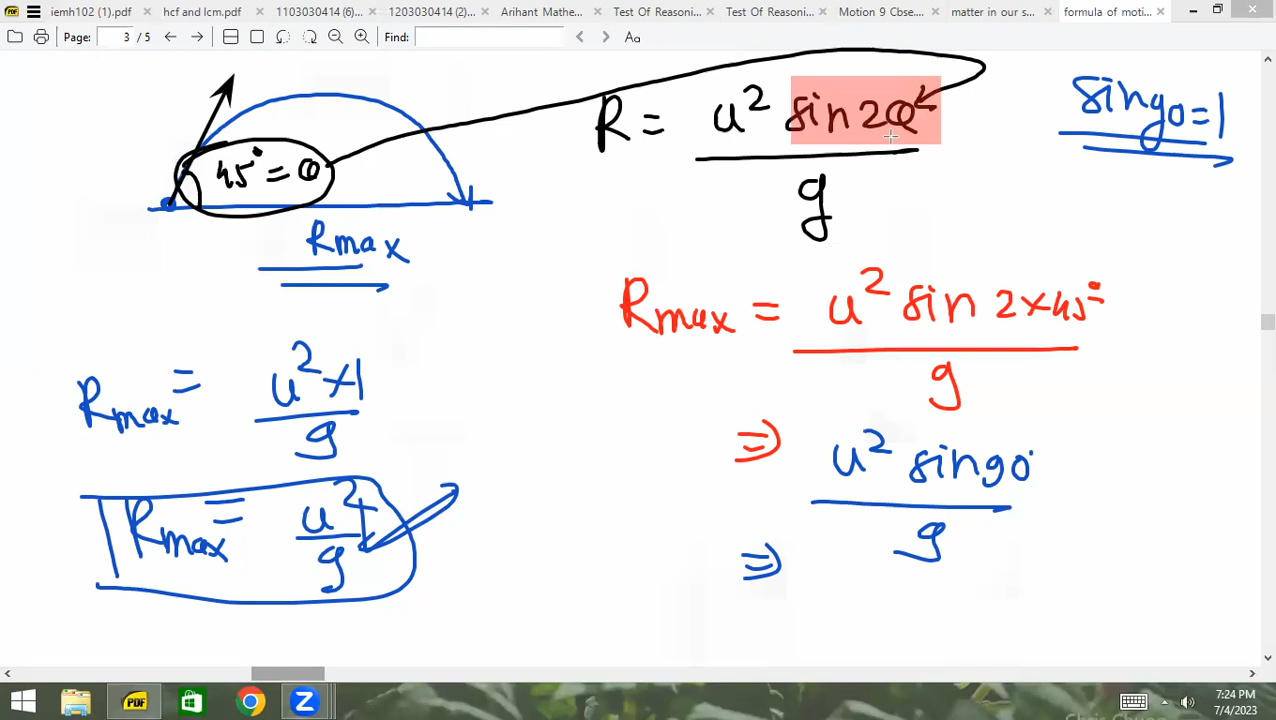 iemh102 (1).pdf
hcf and lcm.pdf
1103030414 (6)...
1203030414 (2)...
Arihant Mathe...
Test Of Reasoni...
Test Of Reasoni...
Motion 9 Cbse....
matter in our s...
formula of moti...
Page: 3 / 5 Find: Aa
45° = θ
Rmax
R = u² sin 2θ / g
sin90 = 1
Rmax = u² sin 2×45° / g
⇒ u² sin90° / g
⇒
Rmax = u² × 1 / g
Rmax = u² / g
PDF
7:24 PM
7/4/2023